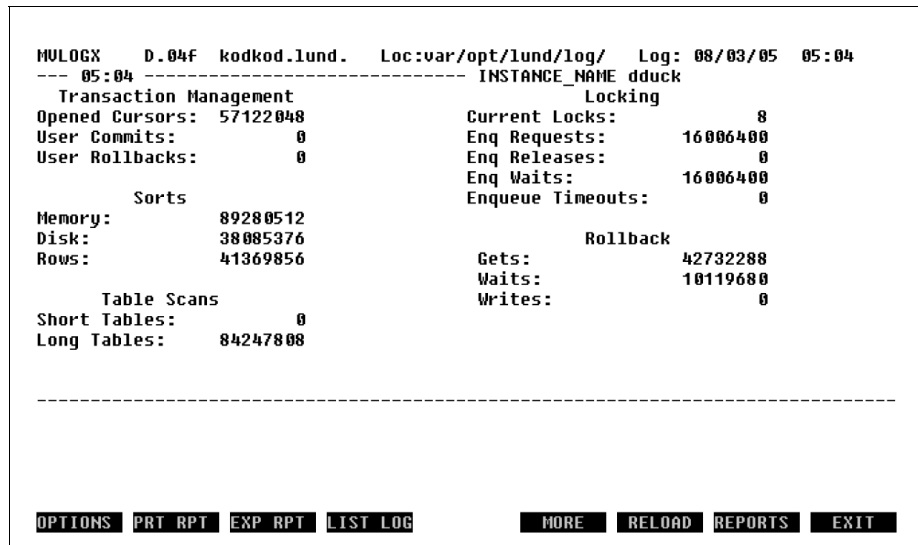 MVLOGX D.04f kodkod.lund. Loc:var/opt/lund/log/ Log: 08/03/05 05:04
--- 05:04 ------------------------------ INSTANCE_NAME dduck
Transaction Management Locking
Opened Cursors: 57122048 Current Locks: 8
User Commits: 0 Enq Requests: 16006400
User Rollbacks: 0 Enq Releases: 0
Enq Waits: 16006400
Sorts Enqueue Timeouts: 0
Memory: 89280512
Disk: 38085376 Rollback
Rows: 41369856 Gets: 42732288
Waits: 10119680
Table Scans Writes: 0
Short Tables: 0
Long Tables: 84247808
--------------------------------------------------------------------------------
OPTIONS PRT RPT EXP RPT LIST LOG MORE RELOAD REPORTS EXIT